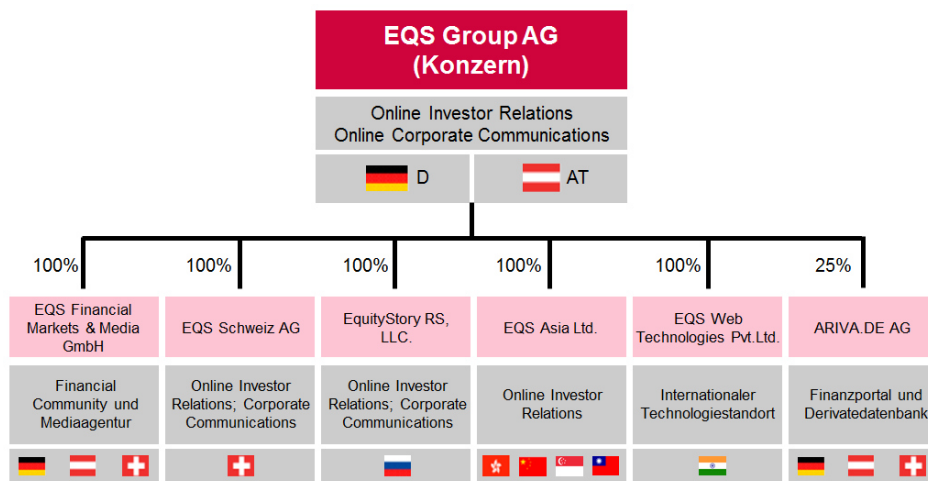 EQS Group AG
(Konzern)
Online Investor Relations
Online Corporate Communications
D
AT
100%
100%
100%
100%
100%
25%
EQS Financial
Markets & Media
GmbH
EQS Schweiz AG
EquityStory RS,
LLC.
EQS Asia Ltd.
EQS Web
Technologies Pvt.Ltd.
ARIVA.DE AG
Financial
Community und
Mediaagentur
Online Investor
Relations; Corporate
Communications
Online Investor
Relations; Corporate
Communications
Online Investor
Relations
Internationaler
Technologiestandort
Finanzportal und
Derivatedatenbank